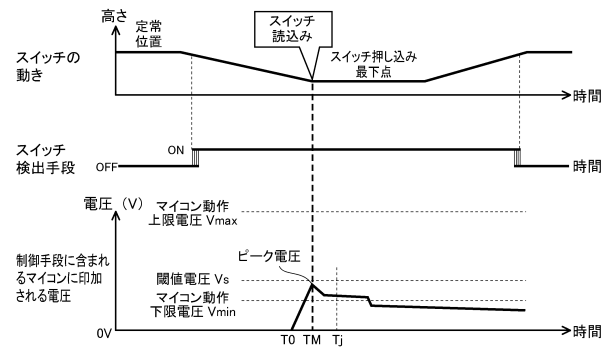 高さ
定常
位置
スイッチ
読込み
スイッチの
動き
スイッチ押し込み
最下点
時間
スイッチ
検出手段
ON
OFF
時間
電圧（V）
マイコン動作
上限電圧 Vmax
ピーク電圧
制御手段に含まれ
るマイコンに印加
される電圧
閾値電圧 Vs
マイコン動作
下限電圧 Vmin
0V
時間
T0 TM Tj